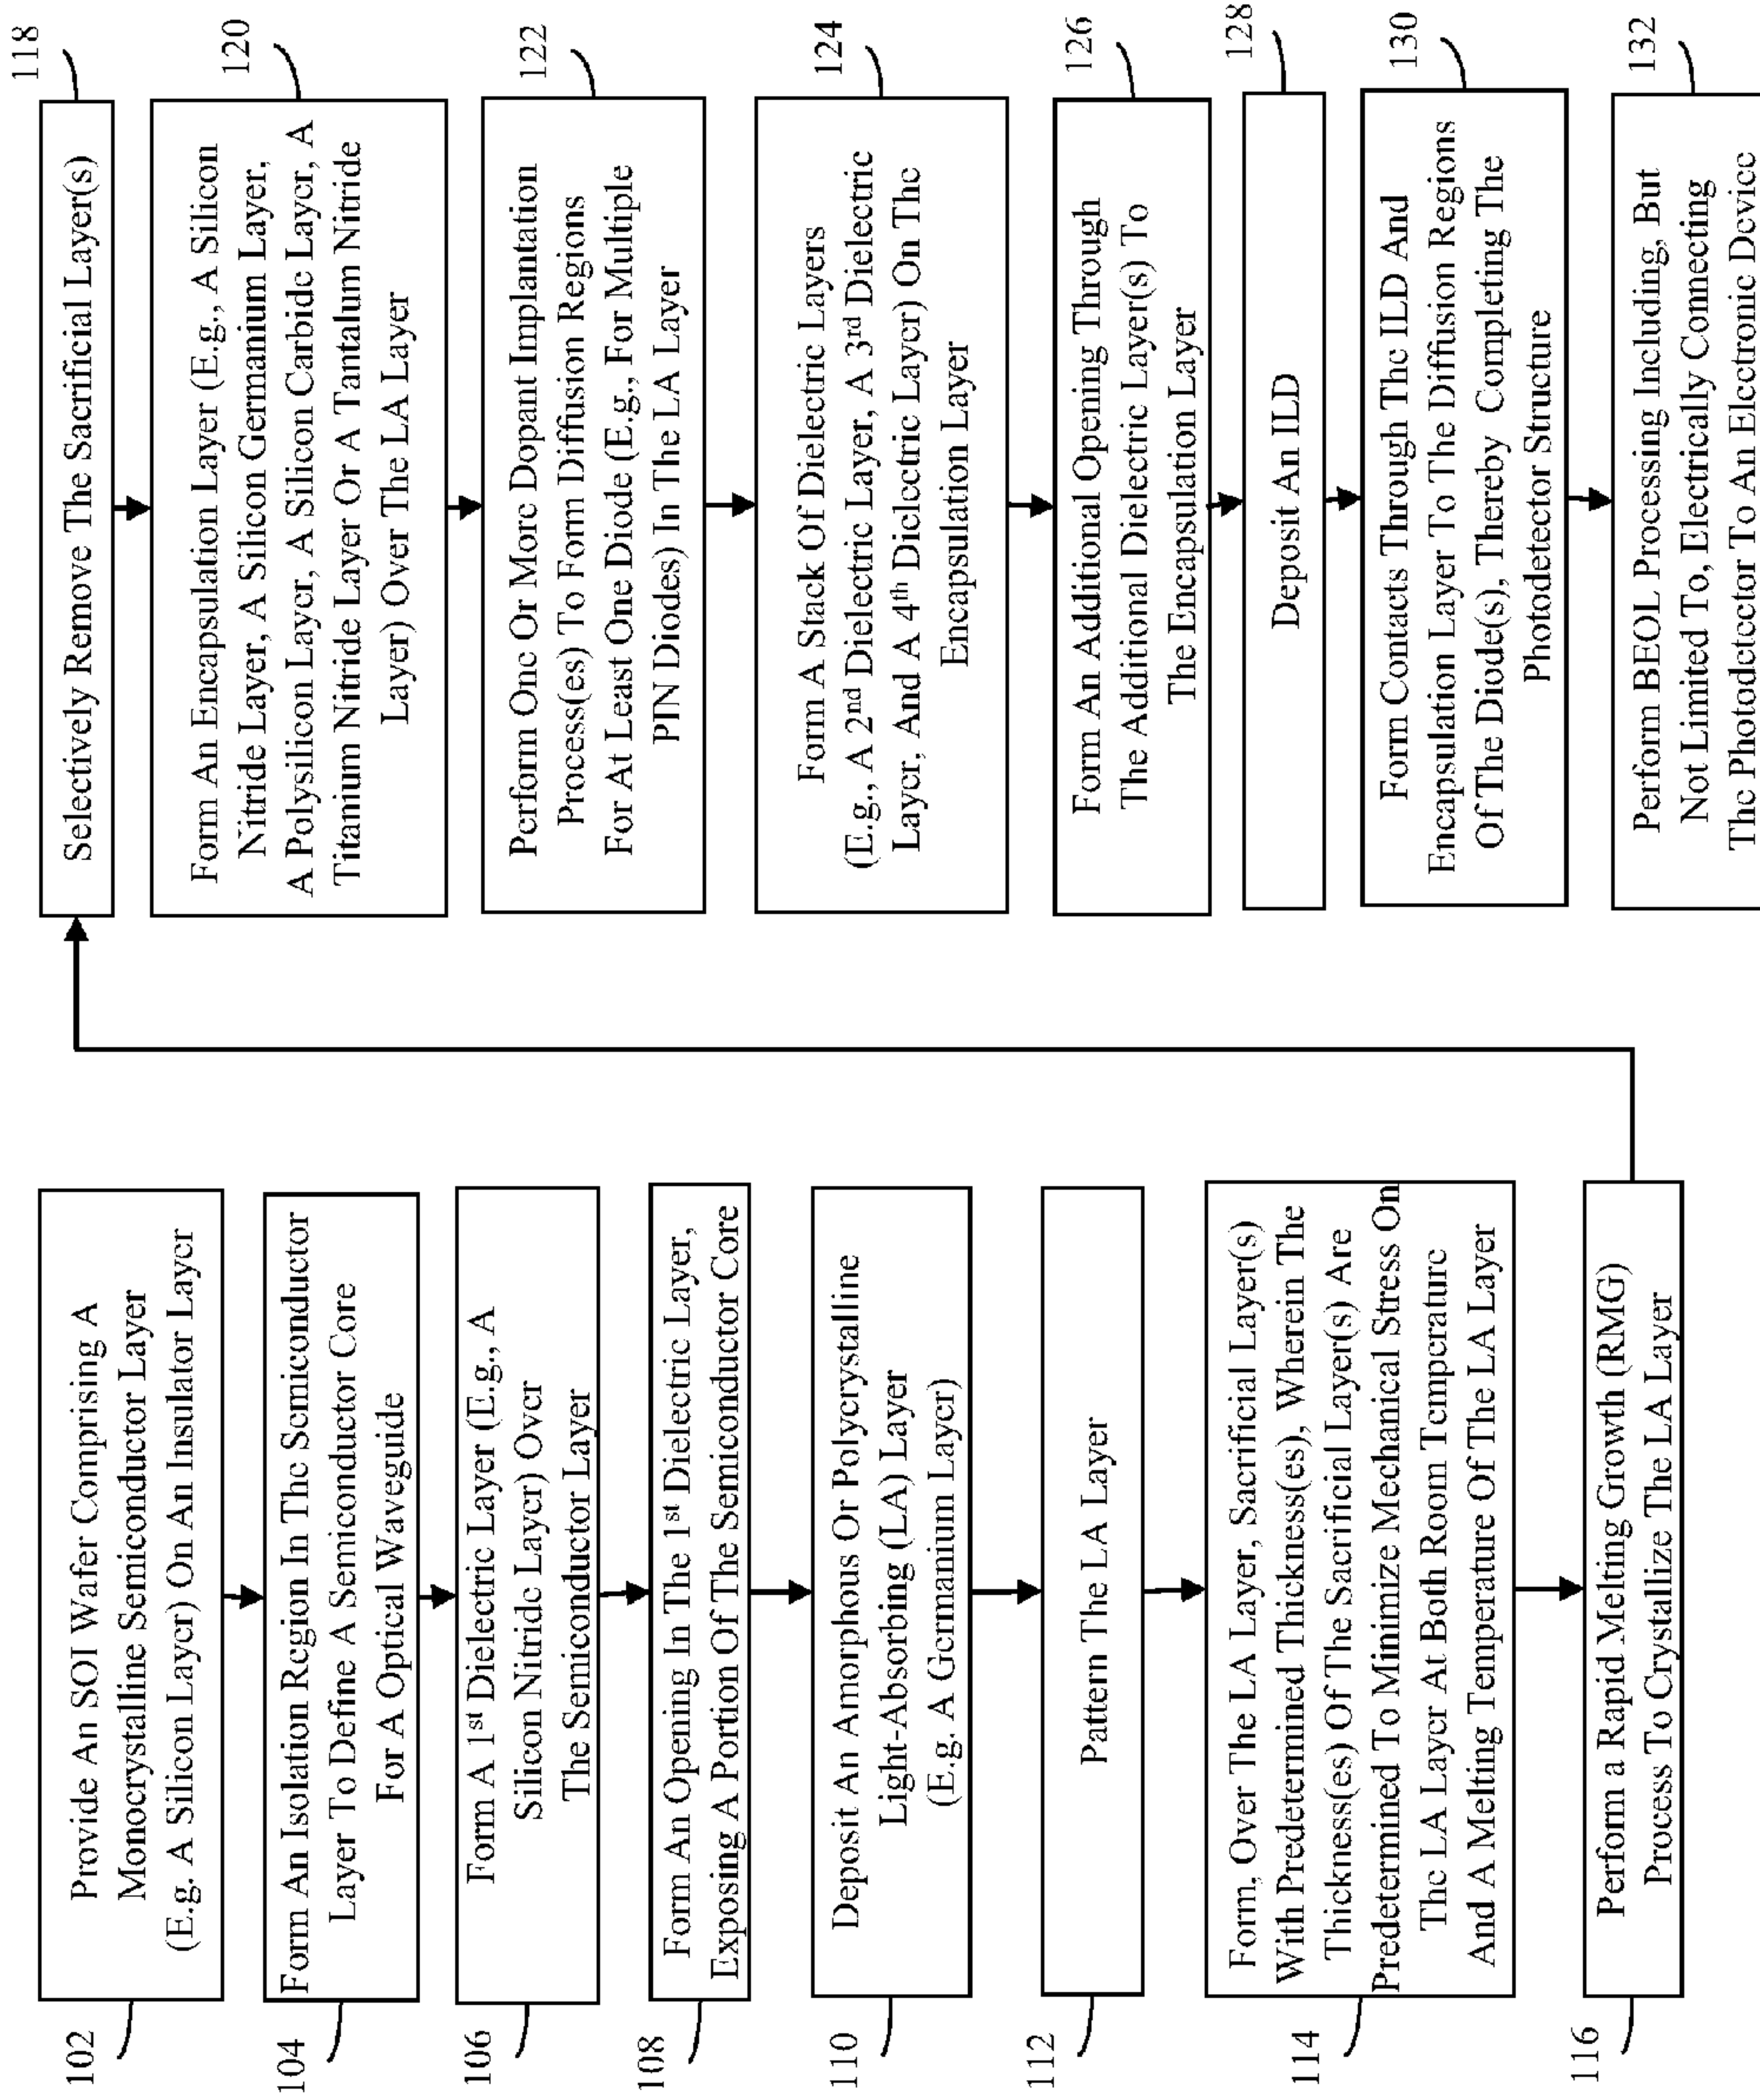 102
Provide An SOI Wafer Comprising A
Monocrystalline Semiconductor Layer
(E.g. A Silicon Layer) On An Insulator Layer
104
Form An Isolation Region In The Semiconductor
Layer To Define A Semiconductor Core
For A Optical Waveguide
106
Form A 1st Dielectric Layer (E.g., A
Silicon Nitride Layer) Over
The Semiconductor Layer
108
Form An Opening In The 1st Dielectric Layer,
Exposing A Portion Of The Semiconductor Core
110
Deposit An Amorphous Or Polycrystalline
Light-Absorbing (LA) Layer
(E.g. A Germanium Layer)
112
Pattern The LA Layer
114
Form, Over The LA Layer, Sacrificial Layer(s)
With Predetermined Thickness(es), Wherein The
Thickness(es) Of The Sacrificial Layer(s) Are
Predetermined To Minimize Mechanical Stress On
The LA Layer At Both Room Temperature
And A Melting Temperature Of The LA Layer
116
Perform a Rapid Melting Growth (RMG)
Process To Crystallize The LA Layer
118
Selectively Remove The Sacrificial Layer(s)
120
Form An Encapsulation Layer (E.g., A Silicon
Nitride Layer, A Silicon Germanium Layer,
A Polysilicon Layer, A Silicon Carbide Layer, A
Titanium Nitride Layer Or A Tantalum Nitride
Layer) Over The LA Layer
122
Perform One Or More Dopant Implantation
Process(es) To Form Diffusion Regions
For At Least One Diode (E.g., For Multiple
PIN Diodes) In The LA Layer
124
Form A Stack Of Dielectric Layers
(E.g., A 2nd Dielectric Layer, A 3rd Dielectric
Layer, And A 4th Dielectric Layer) On The
Encapsulation Layer
126
Form An Additional Opening Through
The Additional Dielectric Layer(s) To
The Encapsulation Layer
128
Deposit An ILD
130
Form Contacts Through The ILD And
Encapsulation Layer To The Diffusion Regions
Of The Diode(s), Thereby Completing The
Photodetector Structure
132
Perform BEOL Processing Including, But
Not Limited To, Electrically Connecting
The Photodetector To An Electronic Device